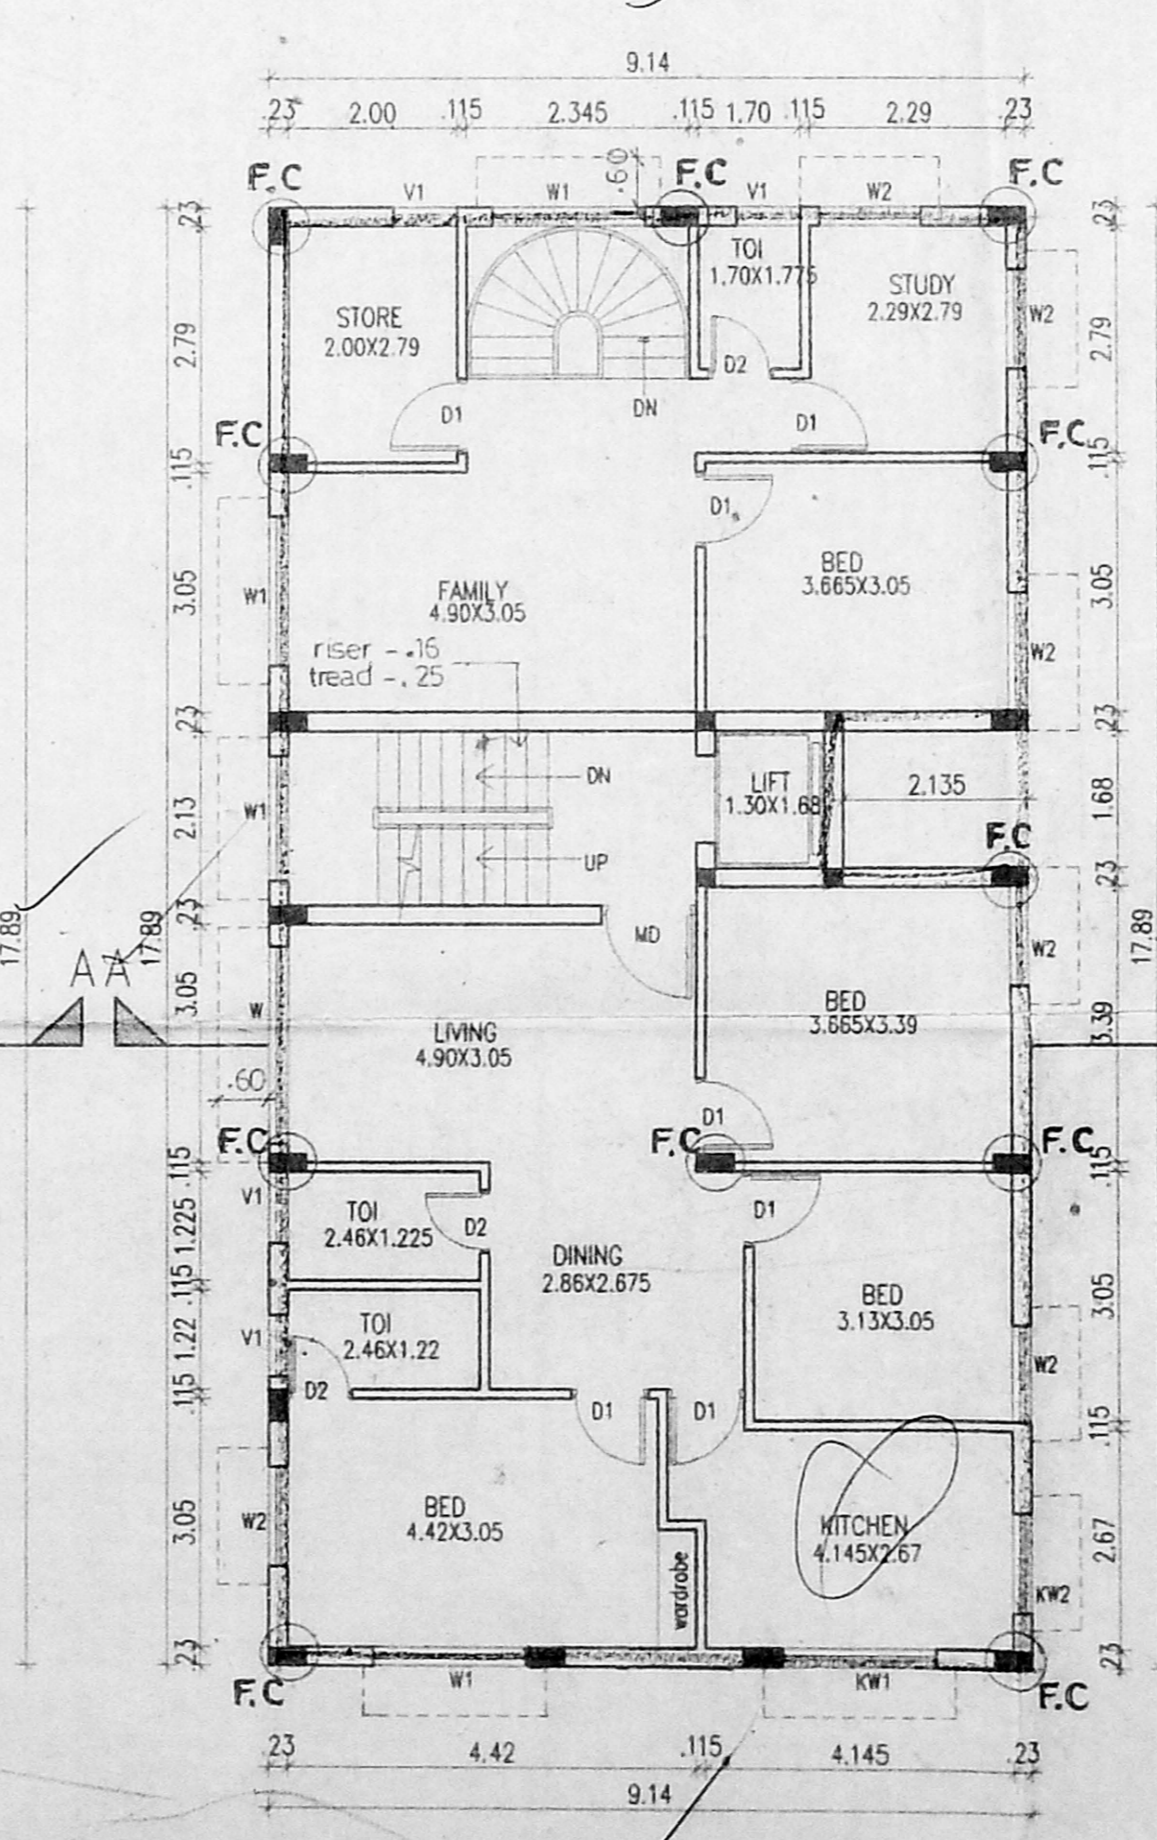 9.14
.23 2.00 .115 2.345 .115 1.70 .115 2.29 .23
.60
F.C F.C F.C
V1 W1 V1 W2
.23 .23
TOI
1.70X1.775
STUDY
2.29X2.79
STORE
2.00X2.79
W2
2.79 2.79
D2
D1 DN D1
F.C F.C
.115 .115
D1
BED
3.665X3.05
FAMILY
4.90X3.05
W1
3.05 3.05
riser -.16
tread -.25
W2
.23 .23
DN
LIFT
1.30X1.68
2.135
1.68
W1
2.13
F.C
UP
.23 .23
17.89 17.89 17.89
MD
W2
A A
3.05 3.39
W
BED
3.665X3.39
LIVING
4.90X3.05
.60
D1
F.C F.C F.C
.115 .115
V1
TOI
2.46X1.225
D2
D1
1.225
DINING
2.86X2.675
.115
BED
3.13X3.05
3.05
V1
TOI
2.46X1.22
1.22
W2
D2
.115
D1 D1
.115
BED
4.42X3.05
W2
3.05
KITCHEN
4.145X2.67
2.67
wardrobe
KW2
.23 .23
W1 KW1
F.C F.C
.23 4.42 .115 4.145 .23
9.14